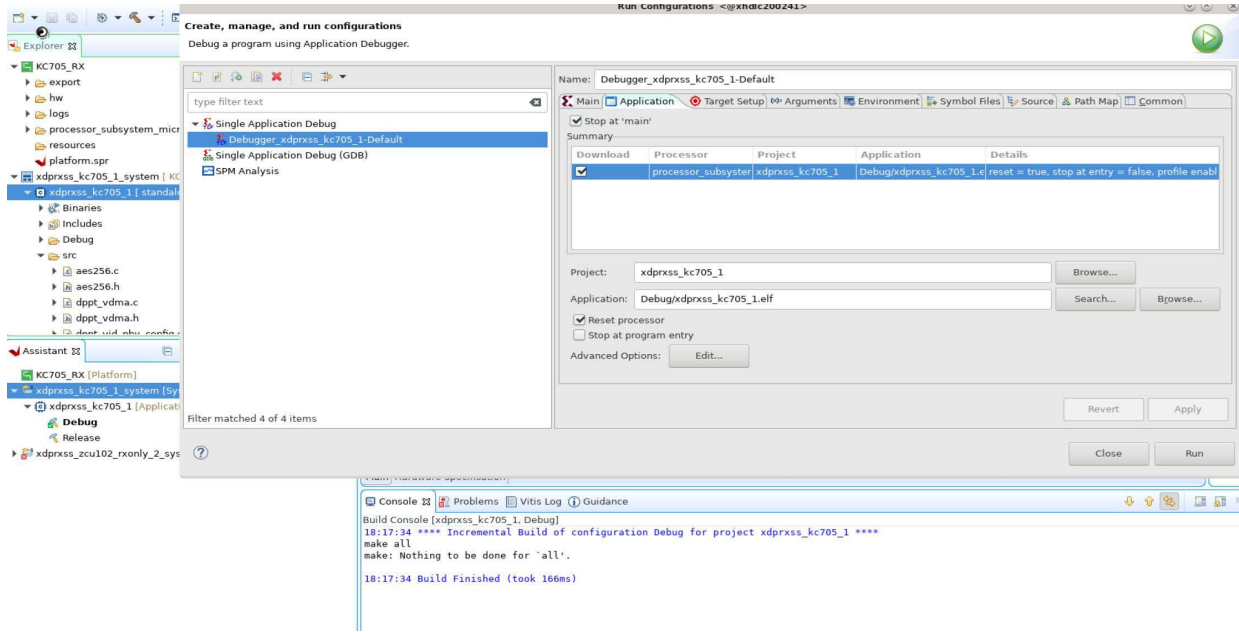 Run Configurations <@xhdlc200241>
Create, manage, and run configurations
Debug a program using Application Debugger.
Explorer
KC705_RX
export
hw
logs
processor_subsystem_micr
resources
platform.spr
xdprxss_kc705_1_system [ KC
xdprxss_kc705_1 [ standalo
Binaries
Includes
Debug
src
aes256.c
aes256.h
dppt_vdma.c
dppt_vdma.h
dppt_vid_phy_config.
Assistant
KC705_RX [Platform]
xdprxss_kc705_1_system [Sy
xdprxss_kc705_1 [Applicati
Debug
Release
xdprxss_zcu102_rxonly_2_sys
type filter text
Single Application Debug
Debugger_xdprxss_kc705_1-Default
Single Application Debug (GDB)
SPM Analysis
Filter matched 4 of 4 items
Name: Debugger_xdprxss_kc705_1-Default
Main Application Target Setup Arguments Environment Symbol Files Source Path Map Common
Stop at 'main'
Summary
Download Processor Project Application Details
processor_subsyster xdprxss_kc705_1 Debug/xdprxss_kc705_1.e reset = true, stop at entry = false, profile enabl
Project: xdprxss_kc705_1 Browse...
Application: Debug/xdprxss_kc705_1.elf Search... Browse...
Reset processor
Stop at program entry
Advanced Options: Edit...
Revert Apply
Close Run
Main Hardware Specification
Console Problems Vitis Log Guidance
Build Console [xdprxss_kc705_1, Debug]
18:17:34 **** Incremental Build of configuration Debug for project xdprxss_kc705_1 ****
make all
make: Nothing to be done for `all'.
18:17:34 Build Finished (took 166ms)